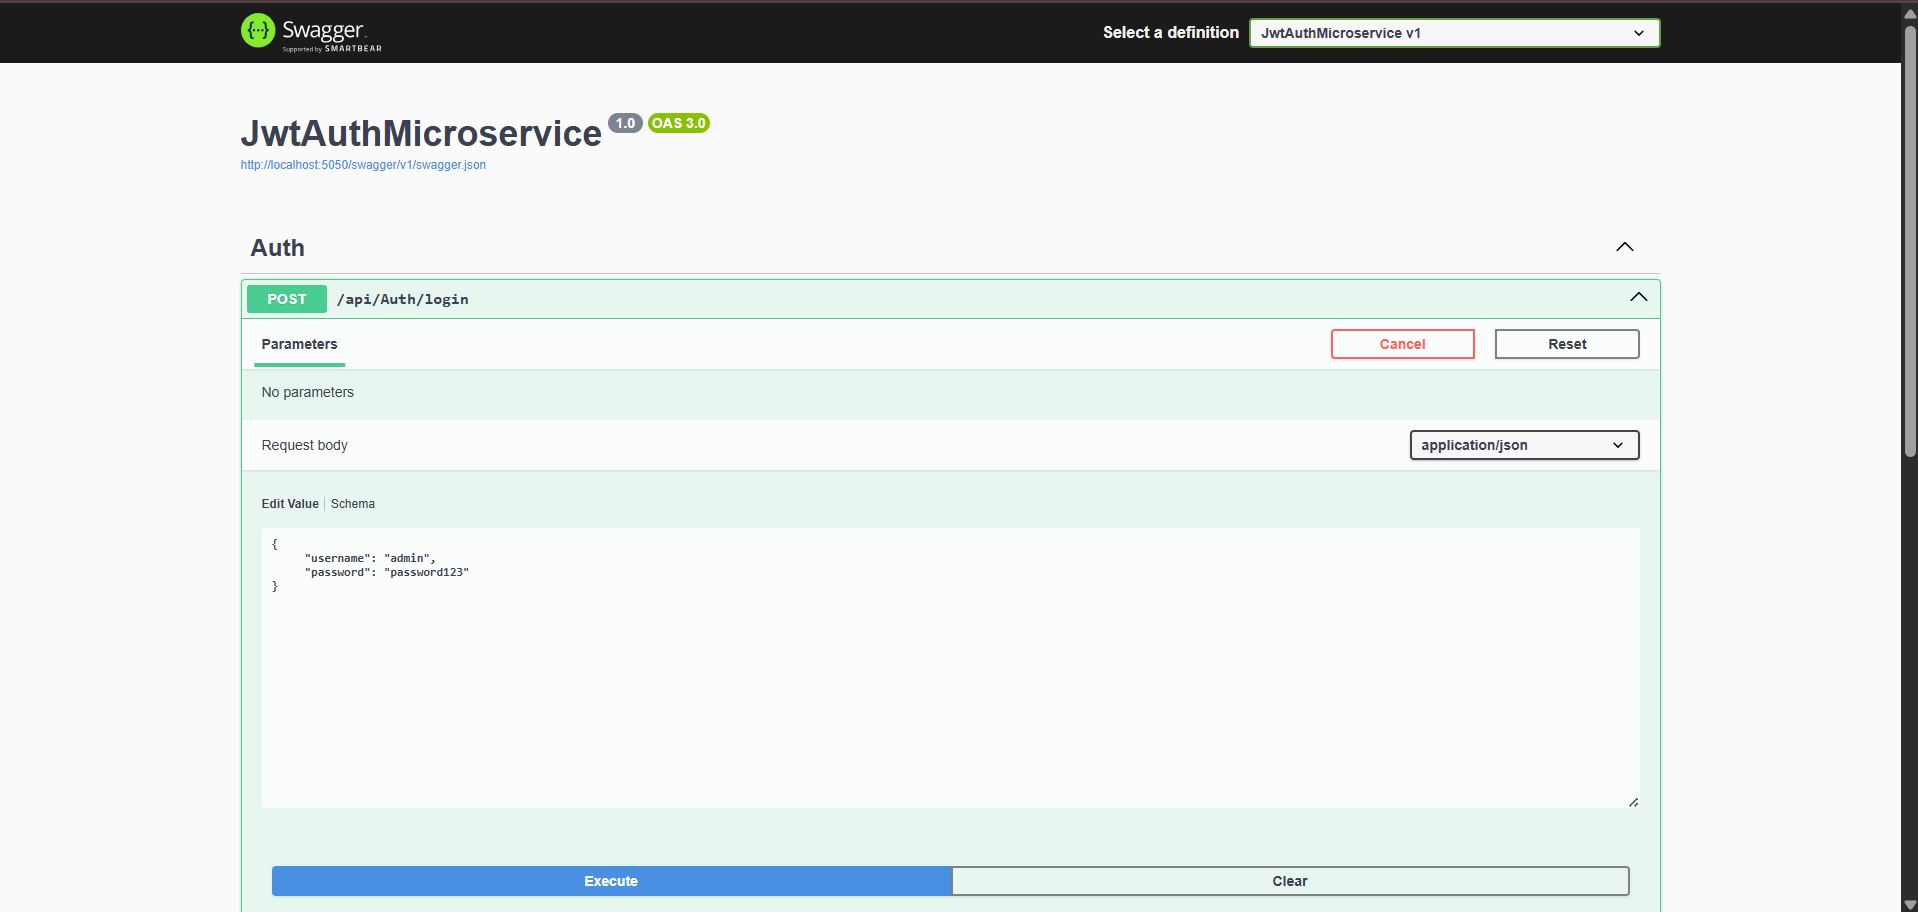 Swagger
Supported by SMARTBEAR
Select a definition
JwtAuthMicroservice v1
JwtAuthMicroservice 1.0 OAS 3.0
http://localhost:5050/swagger/v1/swagger.json
Auth
POST /api/Auth/login
Parameters
Cancel
Reset
No parameters
Request body
application/json
Edit Value | Schema
{
     "username": "admin",
     "password": "password123"
}
Execute
Clear